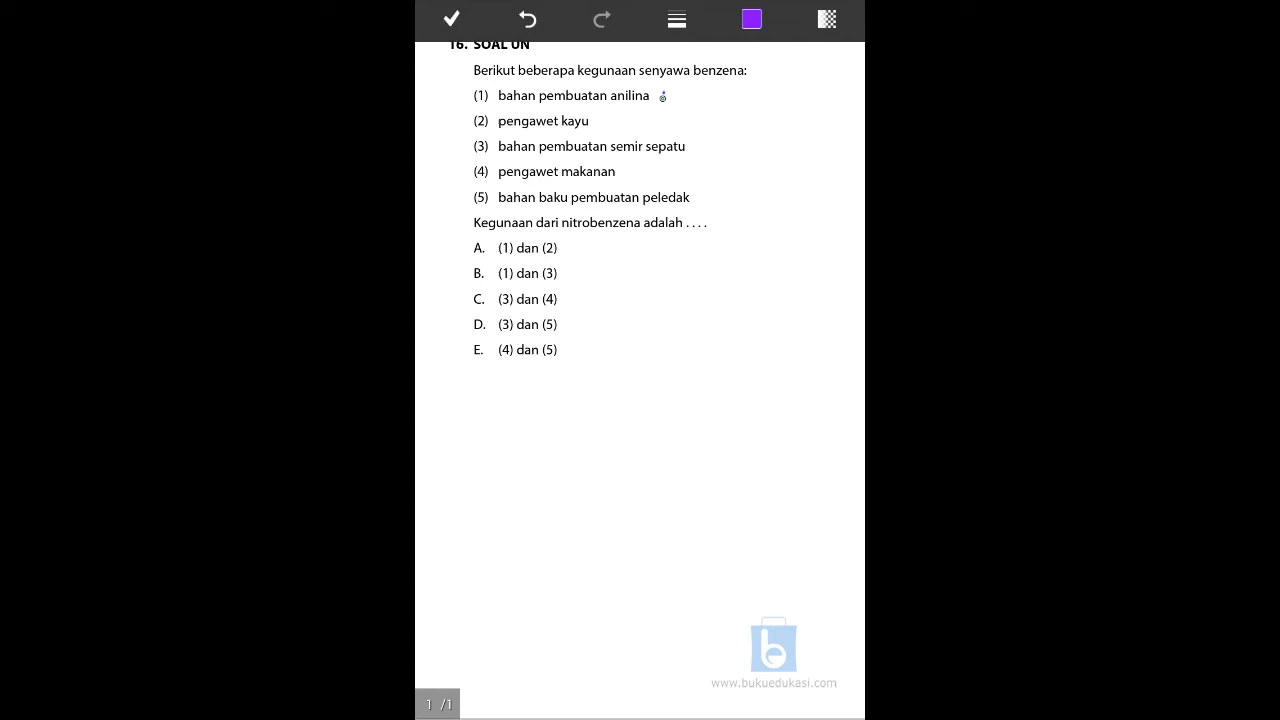 16. SOAL UN
Berikut beberapa kegunaan senyawa benzena:
(1) bahan pembuatan anilina
(2) pengawet kayu
(3) bahan pembuatan semir sepatu
(4) pengawet makanan
(5) bahan baku pembuatan peledak
Kegunaan dari nitrobenzena adalah . . . .
A. (1) dan (2)
B. (1) dan (3)
C. (3) dan (4)
D. (3) dan (5)
E. (4) dan (5)
b
www.bukuedukasi.com
1 /1